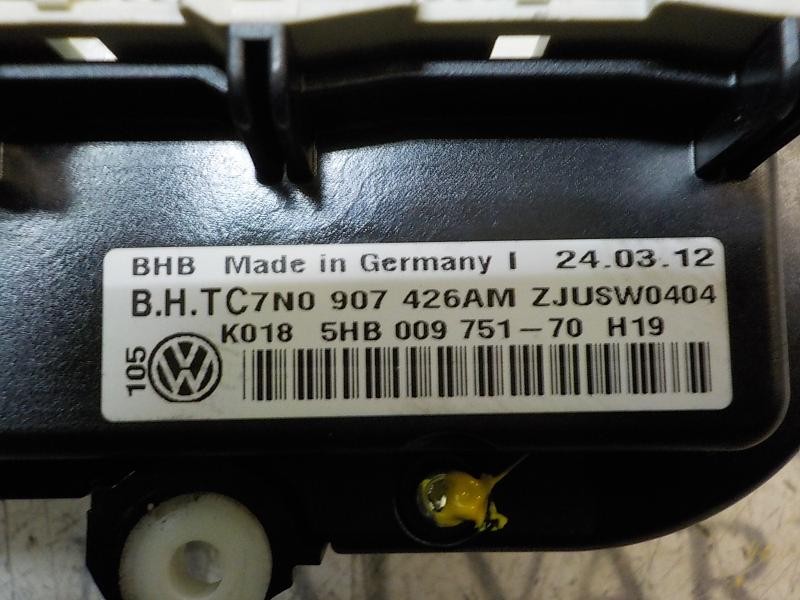 BHB Made in Germany I 24.03.12
B.H.TC7N0 907 426AM ZJUSW0404
K018 5HB 009 751-70 H19
105